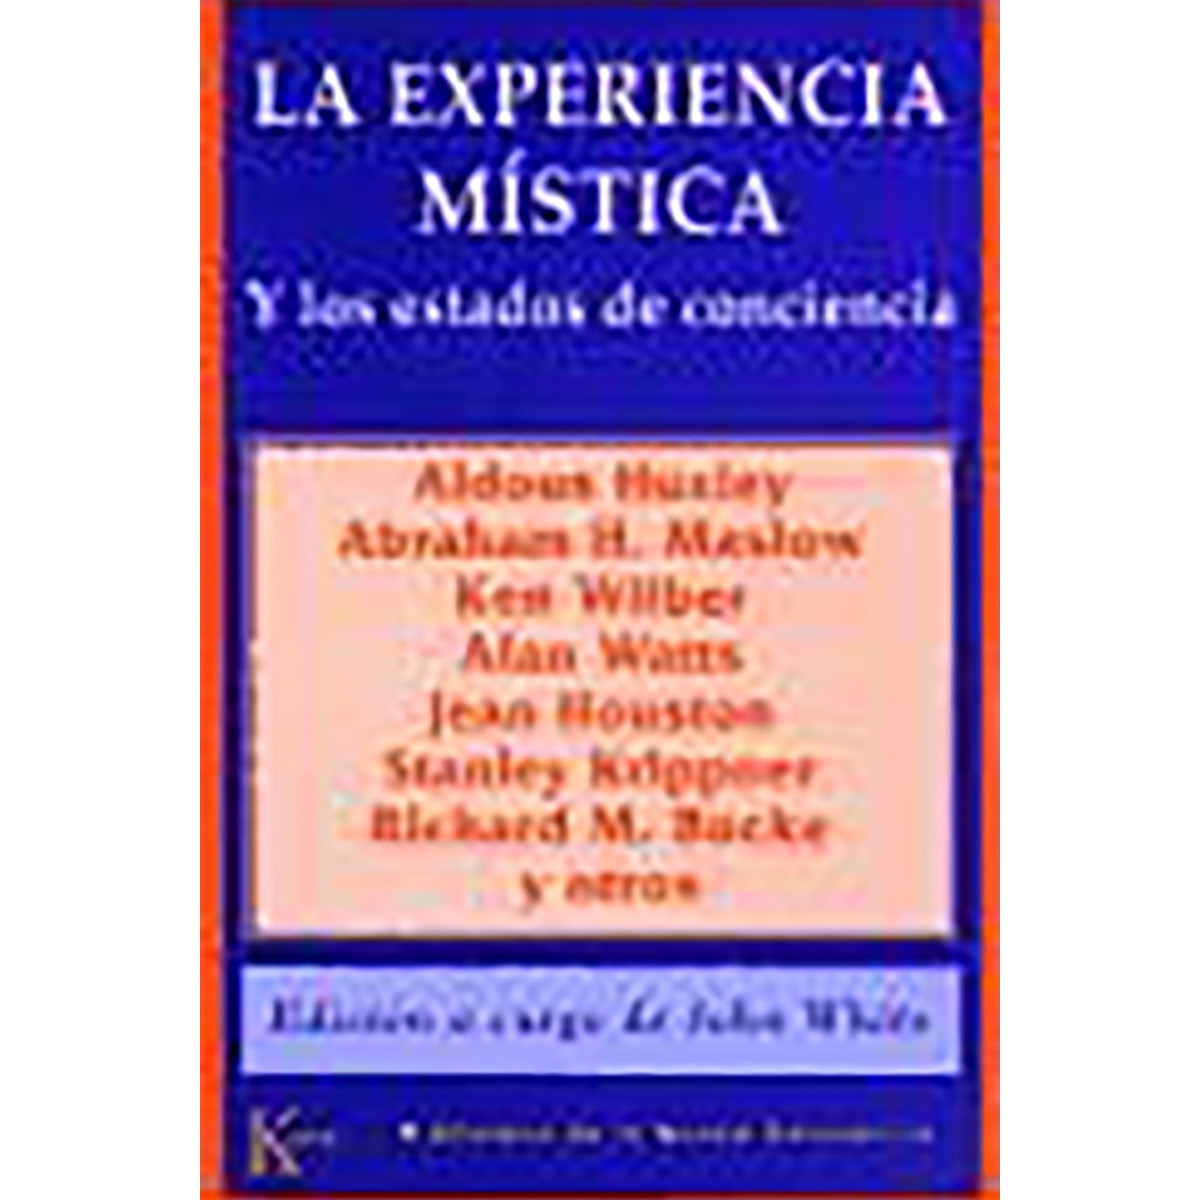 LA EXPERIENCIA
MÍSTICA
Y los estados de conciencia
Aldous Huxley
Abraham H. Maslow
Ken Wilber
Alan Watts
Jean Houston
Stanley Krippner
Richard M. Bucke
y otros
Edición a cargo de John White